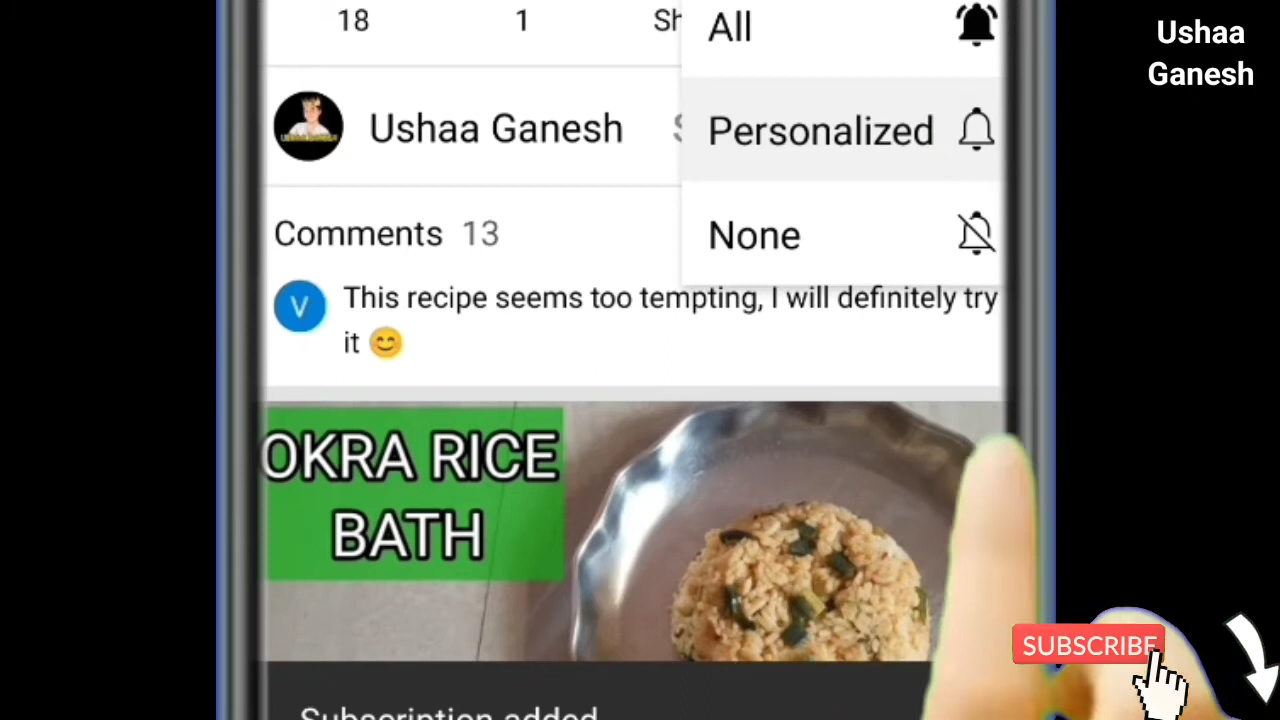 18 1 Sh All
Ushaa
Ganesh
Ushaa Ganesh S Personalized
Comments 13 None
V This recipe seems too tempting, I will definitely try
it 😊
OKRA RICE
BATH
SUBSCRIBE
Subscription added